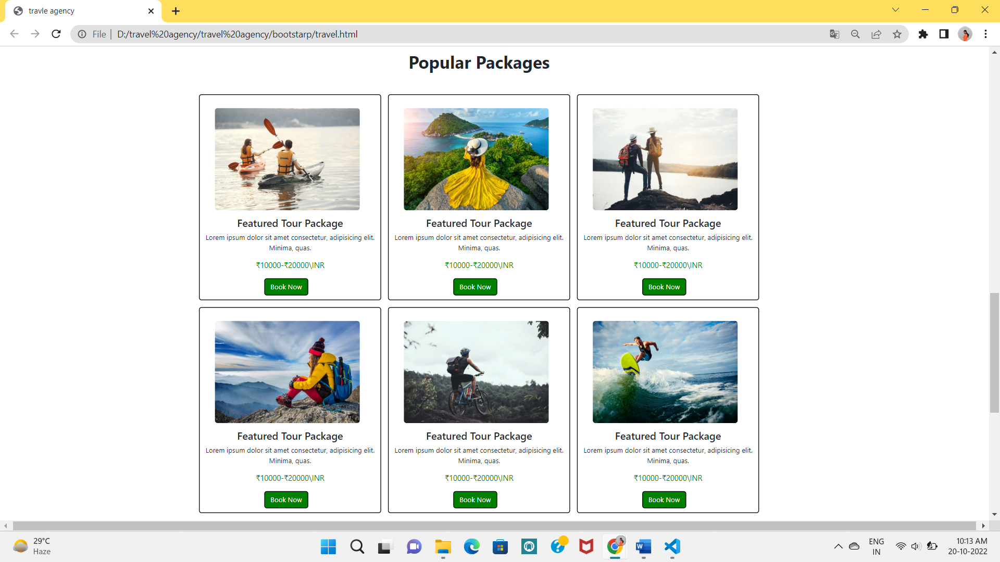 travle agency
File | D:/travel%20agency/travel%20agency/bootstarp/travel.html
Popular Packages
Featured Tour Package
Lorem ipsum dolor sit amet consectetur, adipisicing elit.
Minima, quas.
₹10000-₹20000\INR
Book Now
Featured Tour Package
Lorem ipsum dolor sit amet consectetur, adipisicing elit.
Minima, quas.
₹10000-₹20000\INR
Book Now
Featured Tour Package
Lorem ipsum dolor sit amet consectetur, adipisicing elit.
Minima, quas.
₹10000-₹20000\INR
Book Now
Featured Tour Package
Lorem ipsum dolor sit amet consectetur, adipisicing elit.
Minima, quas.
₹10000-₹20000\INR
Book Now
Featured Tour Package
Lorem ipsum dolor sit amet consectetur, adipisicing elit.
Minima, quas.
₹10000-₹20000\INR
Book Now
Featured Tour Package
Lorem ipsum dolor sit amet consectetur, adipisicing elit.
Minima, quas.
₹10000-₹20000\INR
Book Now
29°C
Haze
ENG
IN
10:13 AM
20-10-2022